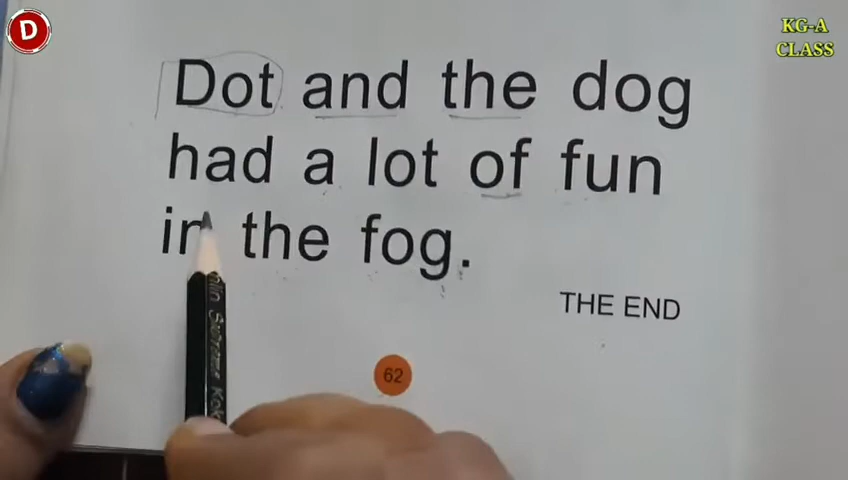 D
KG-A
CLASS
Dot and the dog
had a lot of fun
in the fog.
THE END
62